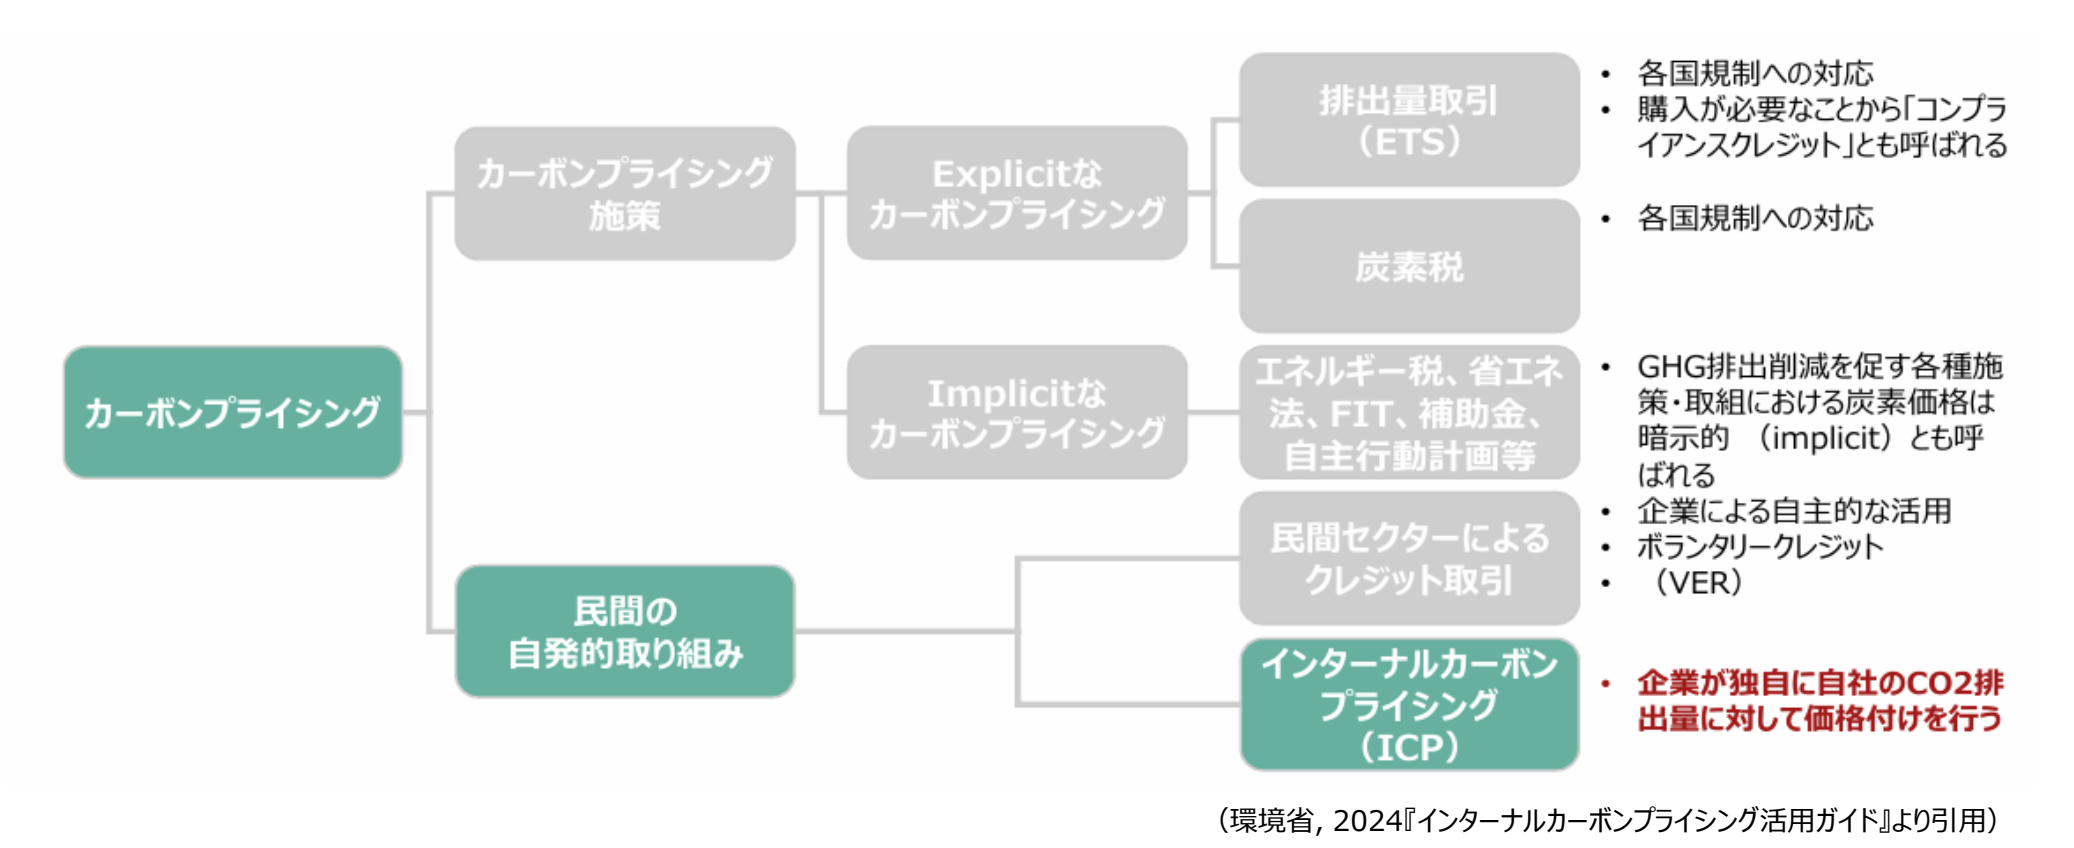 カーボンプライシング
カーボンプライシング
施策
民間の
自発的取り組み
Explicitな
カーボンプライシング
Implicitな
カーボンプライシング
排出量取引
（ETS）
• 各国規制への対応
• 購入が必要なことから「コンプラ
イアンスクレジット」とも呼ばれる
炭素税
• 各国規制への対応
エネルギー税、省エネ
法、FIT、補助金、
自主行動計画等
• GHG排出削減を促す各種施
策・取組における炭素価格は
暗示的 （implicit）とも呼
ばれる
民間セクターによる
クレジット取引
• 企業による自主的な活用
• ボランタリークレジット
• （VER）
インターナルカーボン
プライシング
（ICP）
• 企業が独自に自社のCO2排
出量に対して価格付けを行う
（環境省, 2024『インターナルカーボンプライシング活用ガイド』より引用）